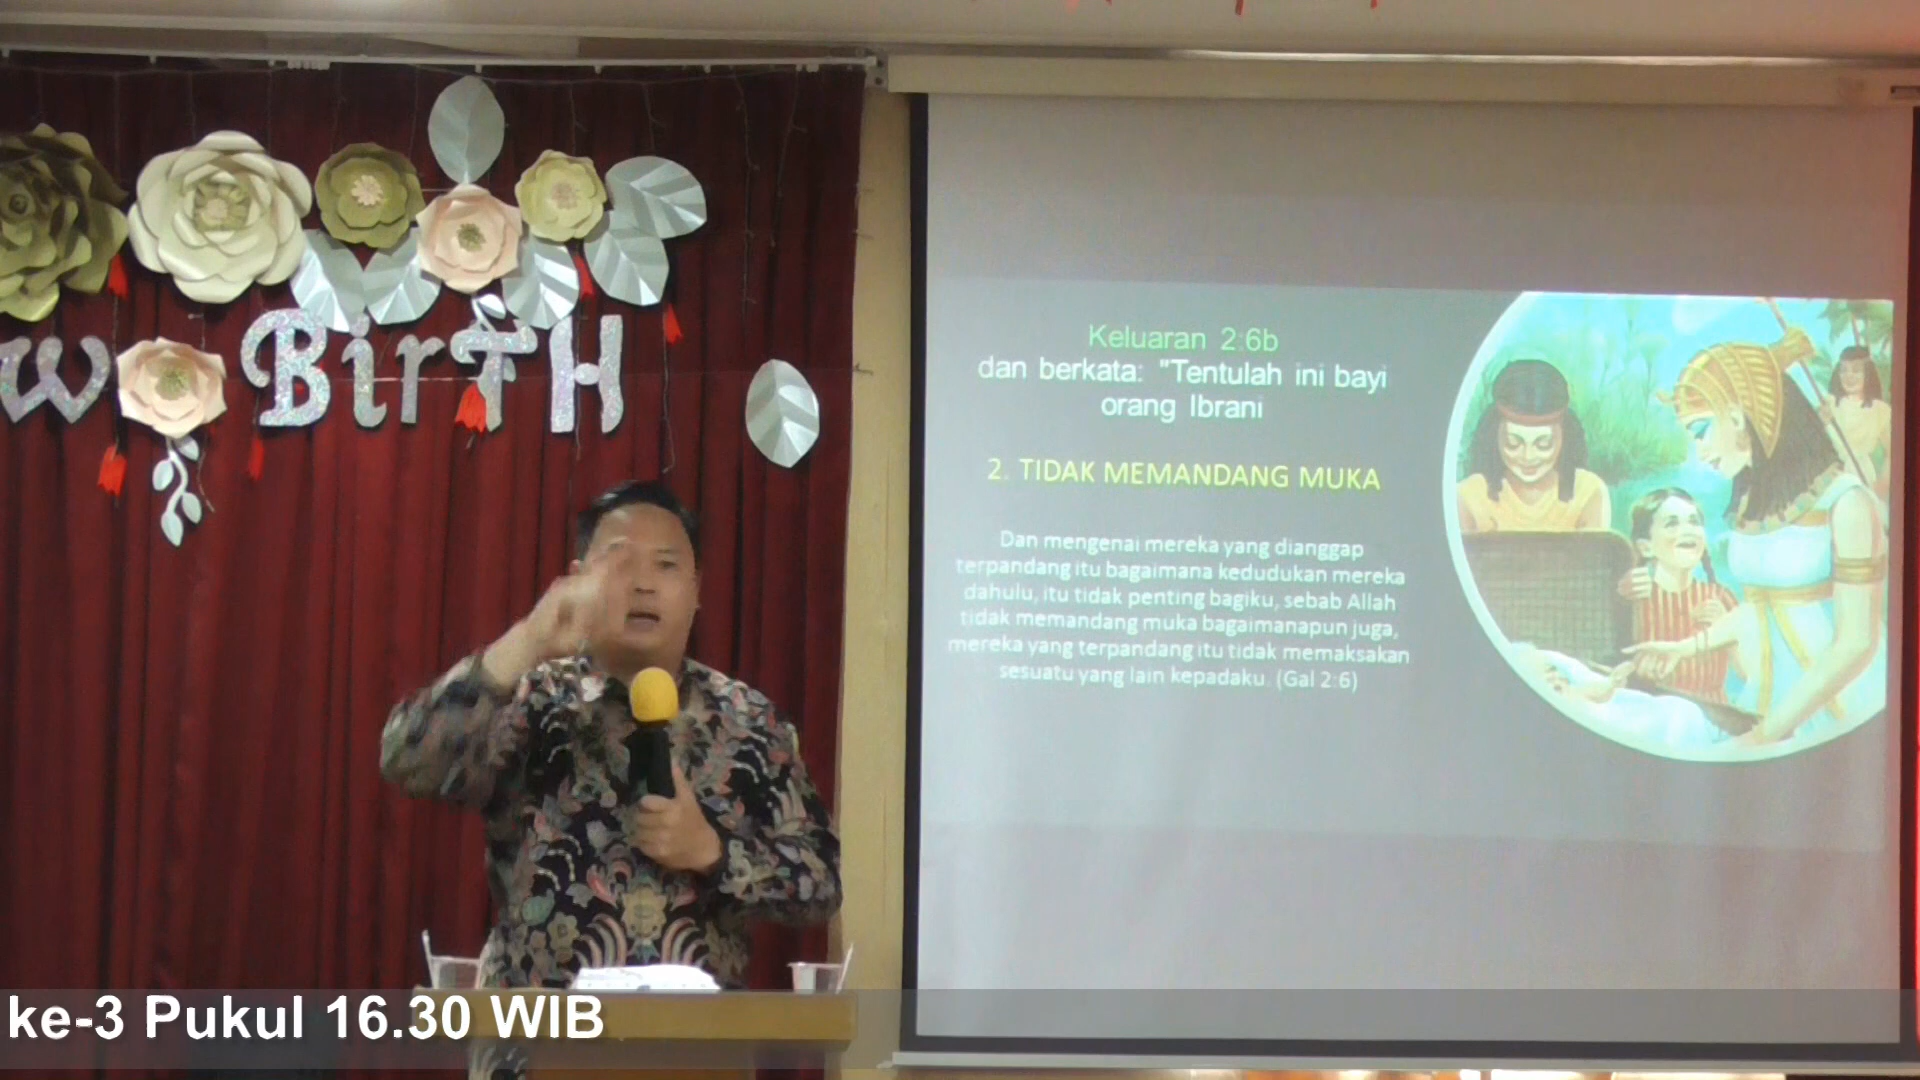 w BirTH
Keluaran 2:6b
dan berkata: "Tentulah ini bayi
orang Ibrani
2. TIDAK MEMANDANG MUKA
Dan mengenai mereka yang dianggap
terpandang itu bagaimana kedudukan mereka
dahulu, itu tidak penting bagiku, sebab Allah
tidak memandang muka bagaimanapun juga,
mereka yang terpandang itu tidak memaksakan
sesuatu yang lain kepadaku. (Gal 2:6)
ke-3 Pukul 16.30 WIB